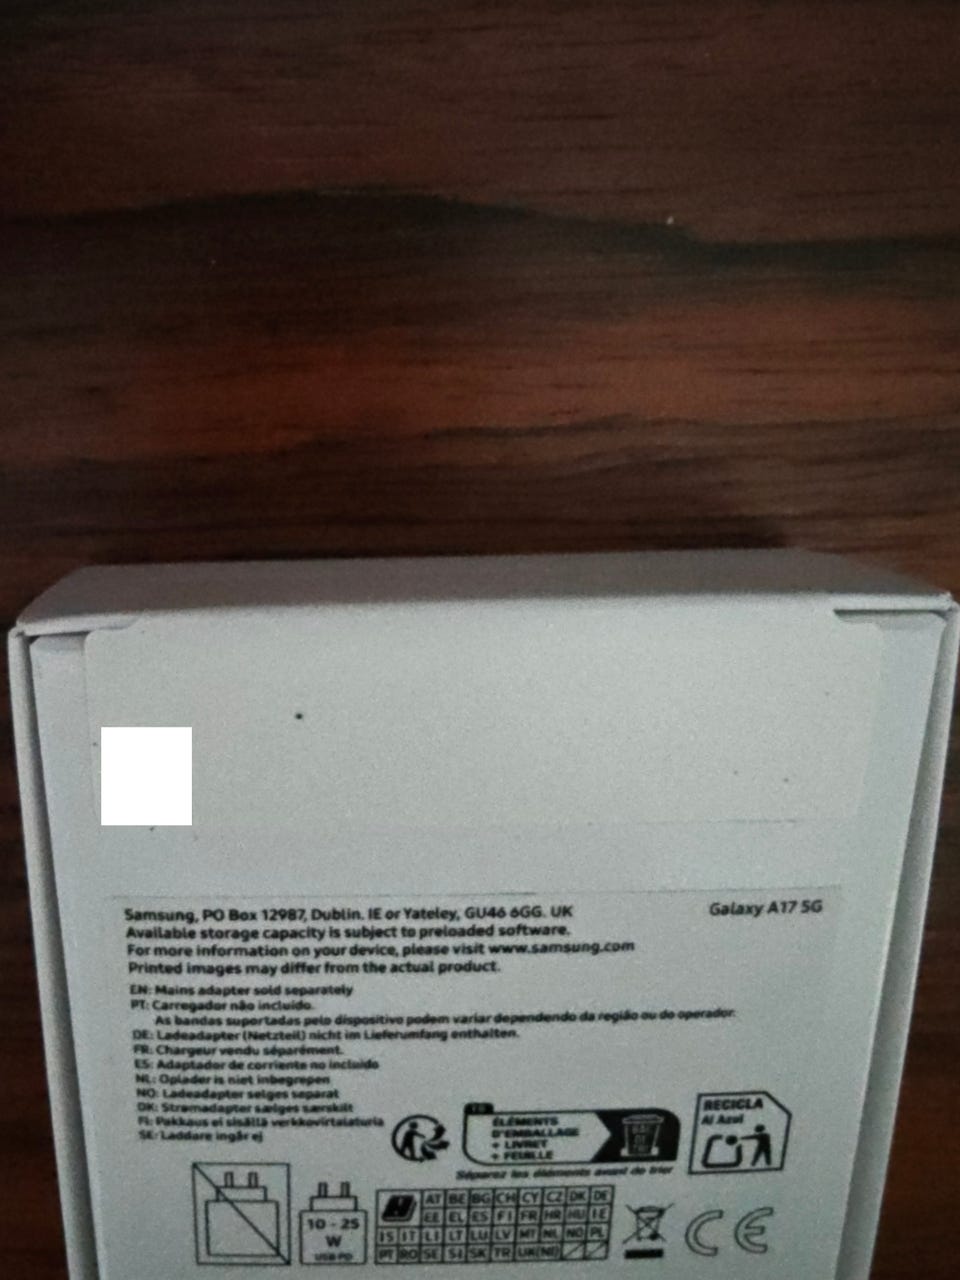 Samsung, PO Box 12987, Dublin. IE or Yateley, GU46 6GG. UK
Galaxy A17 5G
Available storage capacity is subject to preloaded software.
For more information on your device, please visit www.samsung.com
Printed images may differ from the actual product.
EN: Mains adapter sold separately
PT: Carregador não incluído.
As bandas suportadas pelo dispositivo podem variar dependendo da região ou do operador.
DE: Ladeadapter (Netzteil) nicht im Lieferumfang enthalten.
FR: Chargeur vendu séparément.
ES: Adaptador de corriente no incluido
NL: Oplader is niet inbegrepen
NO: Ladeadapter selges separat
DK: Strømadapter sælges særskilt
FI: Pakkaus ei sisällä verkkovirtalaturia
SE: Laddare ingår ej
FR
ÉLÉMENTS
D'EMBALLAGE
+ LIVRET
+ FEUILLE
BAC DE TRI
Séparez les éléments avant de trier
RECICLA
Al Azul
10 - 25
W
USB PD
AT BE BG CH CY CZ DK DE
EE EL ES FI FR HR HU IE
IS IT LI LT LU LV MT NL NO PL
PT RO SE SI SK TR UK(NI)
CE